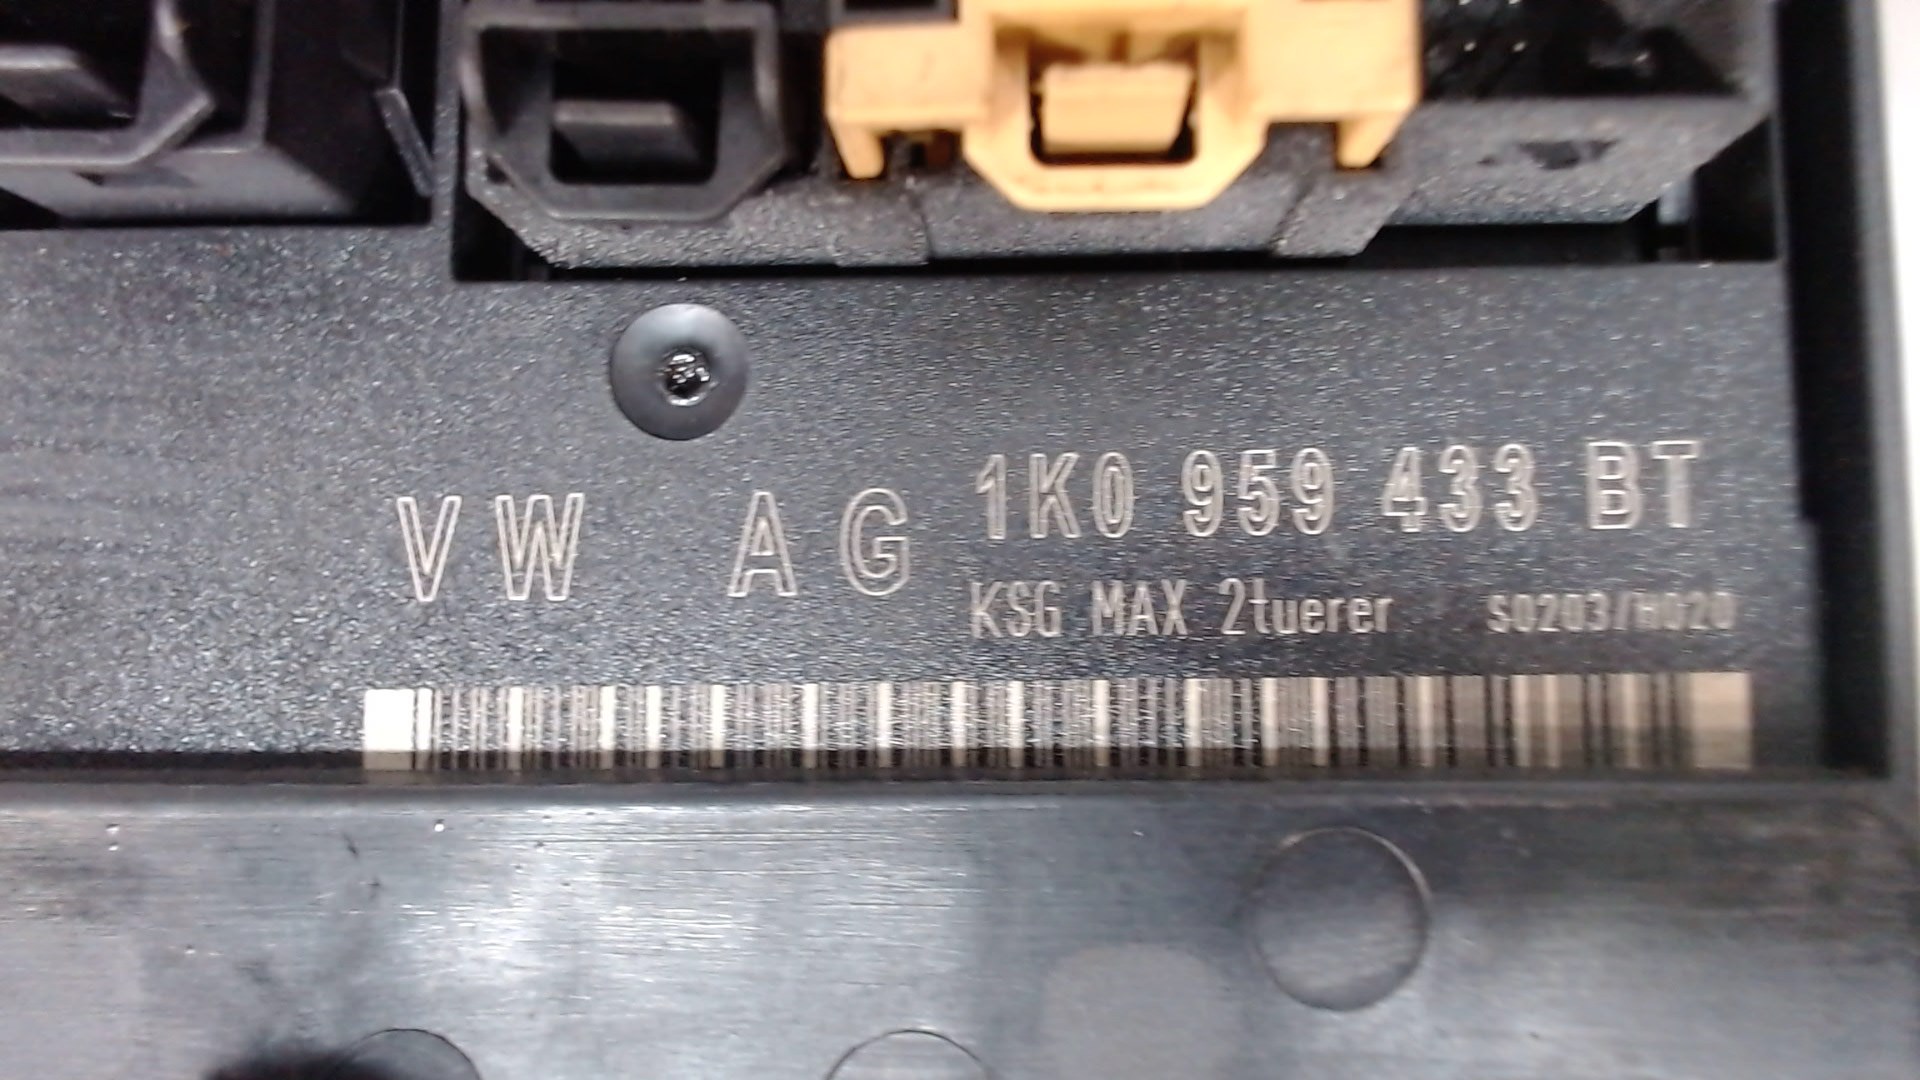 VW AG 1K0 959 433 BT
KSG MAX 2tuerer S0203/H020